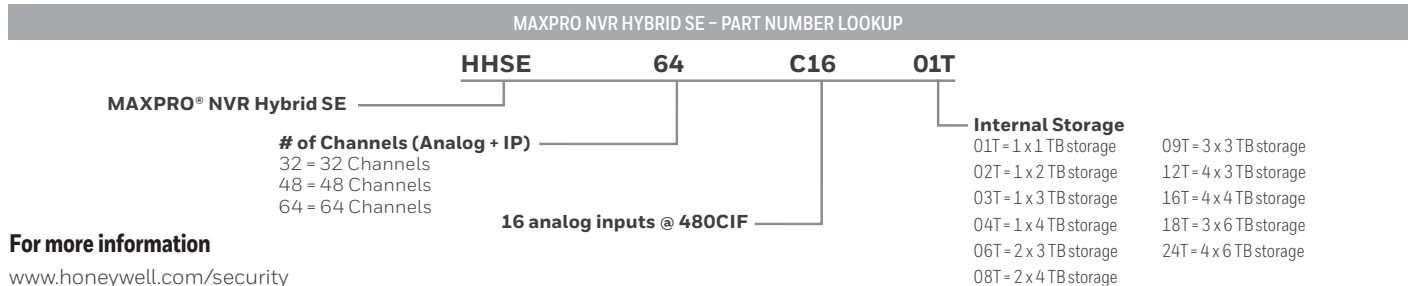 MAXPRO NVR HYBRID SE – PART NUMBER LOOKUP
HHSE 64 C16 01T
MAXPRO® NVR Hybrid SE
# of Channels (Analog + IP)
32 = 32 Channels
48 = 48 Channels
64 = 64 Channels
16 analog inputs @ 480CIF
Internal Storage
01T = 1 x 1 TB storage
02T = 1 x 2 TB storage
03T = 1 x 3 TB storage
04T = 1 x 4 TB storage
06T = 2 x 3 TB storage
08T = 2 x 4 TB storage
09T = 3 x 3 TB storage
12T = 4 x 3 TB storage
16T = 4 x 4 TB storage
18T = 3 x 6 TB storage
24T = 4 x 6 TB storage
For more information
www.honeywell.com/security